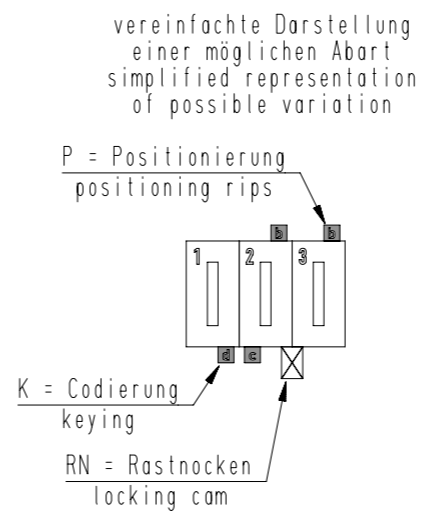 vereinfachte Darstellung
einer möglichen Abart
simplified representation
of possible variation
P = Positionierung
positioning rips
1 2 3
d c
K = Codierung
keying
RN = Rastnocken
locking cam